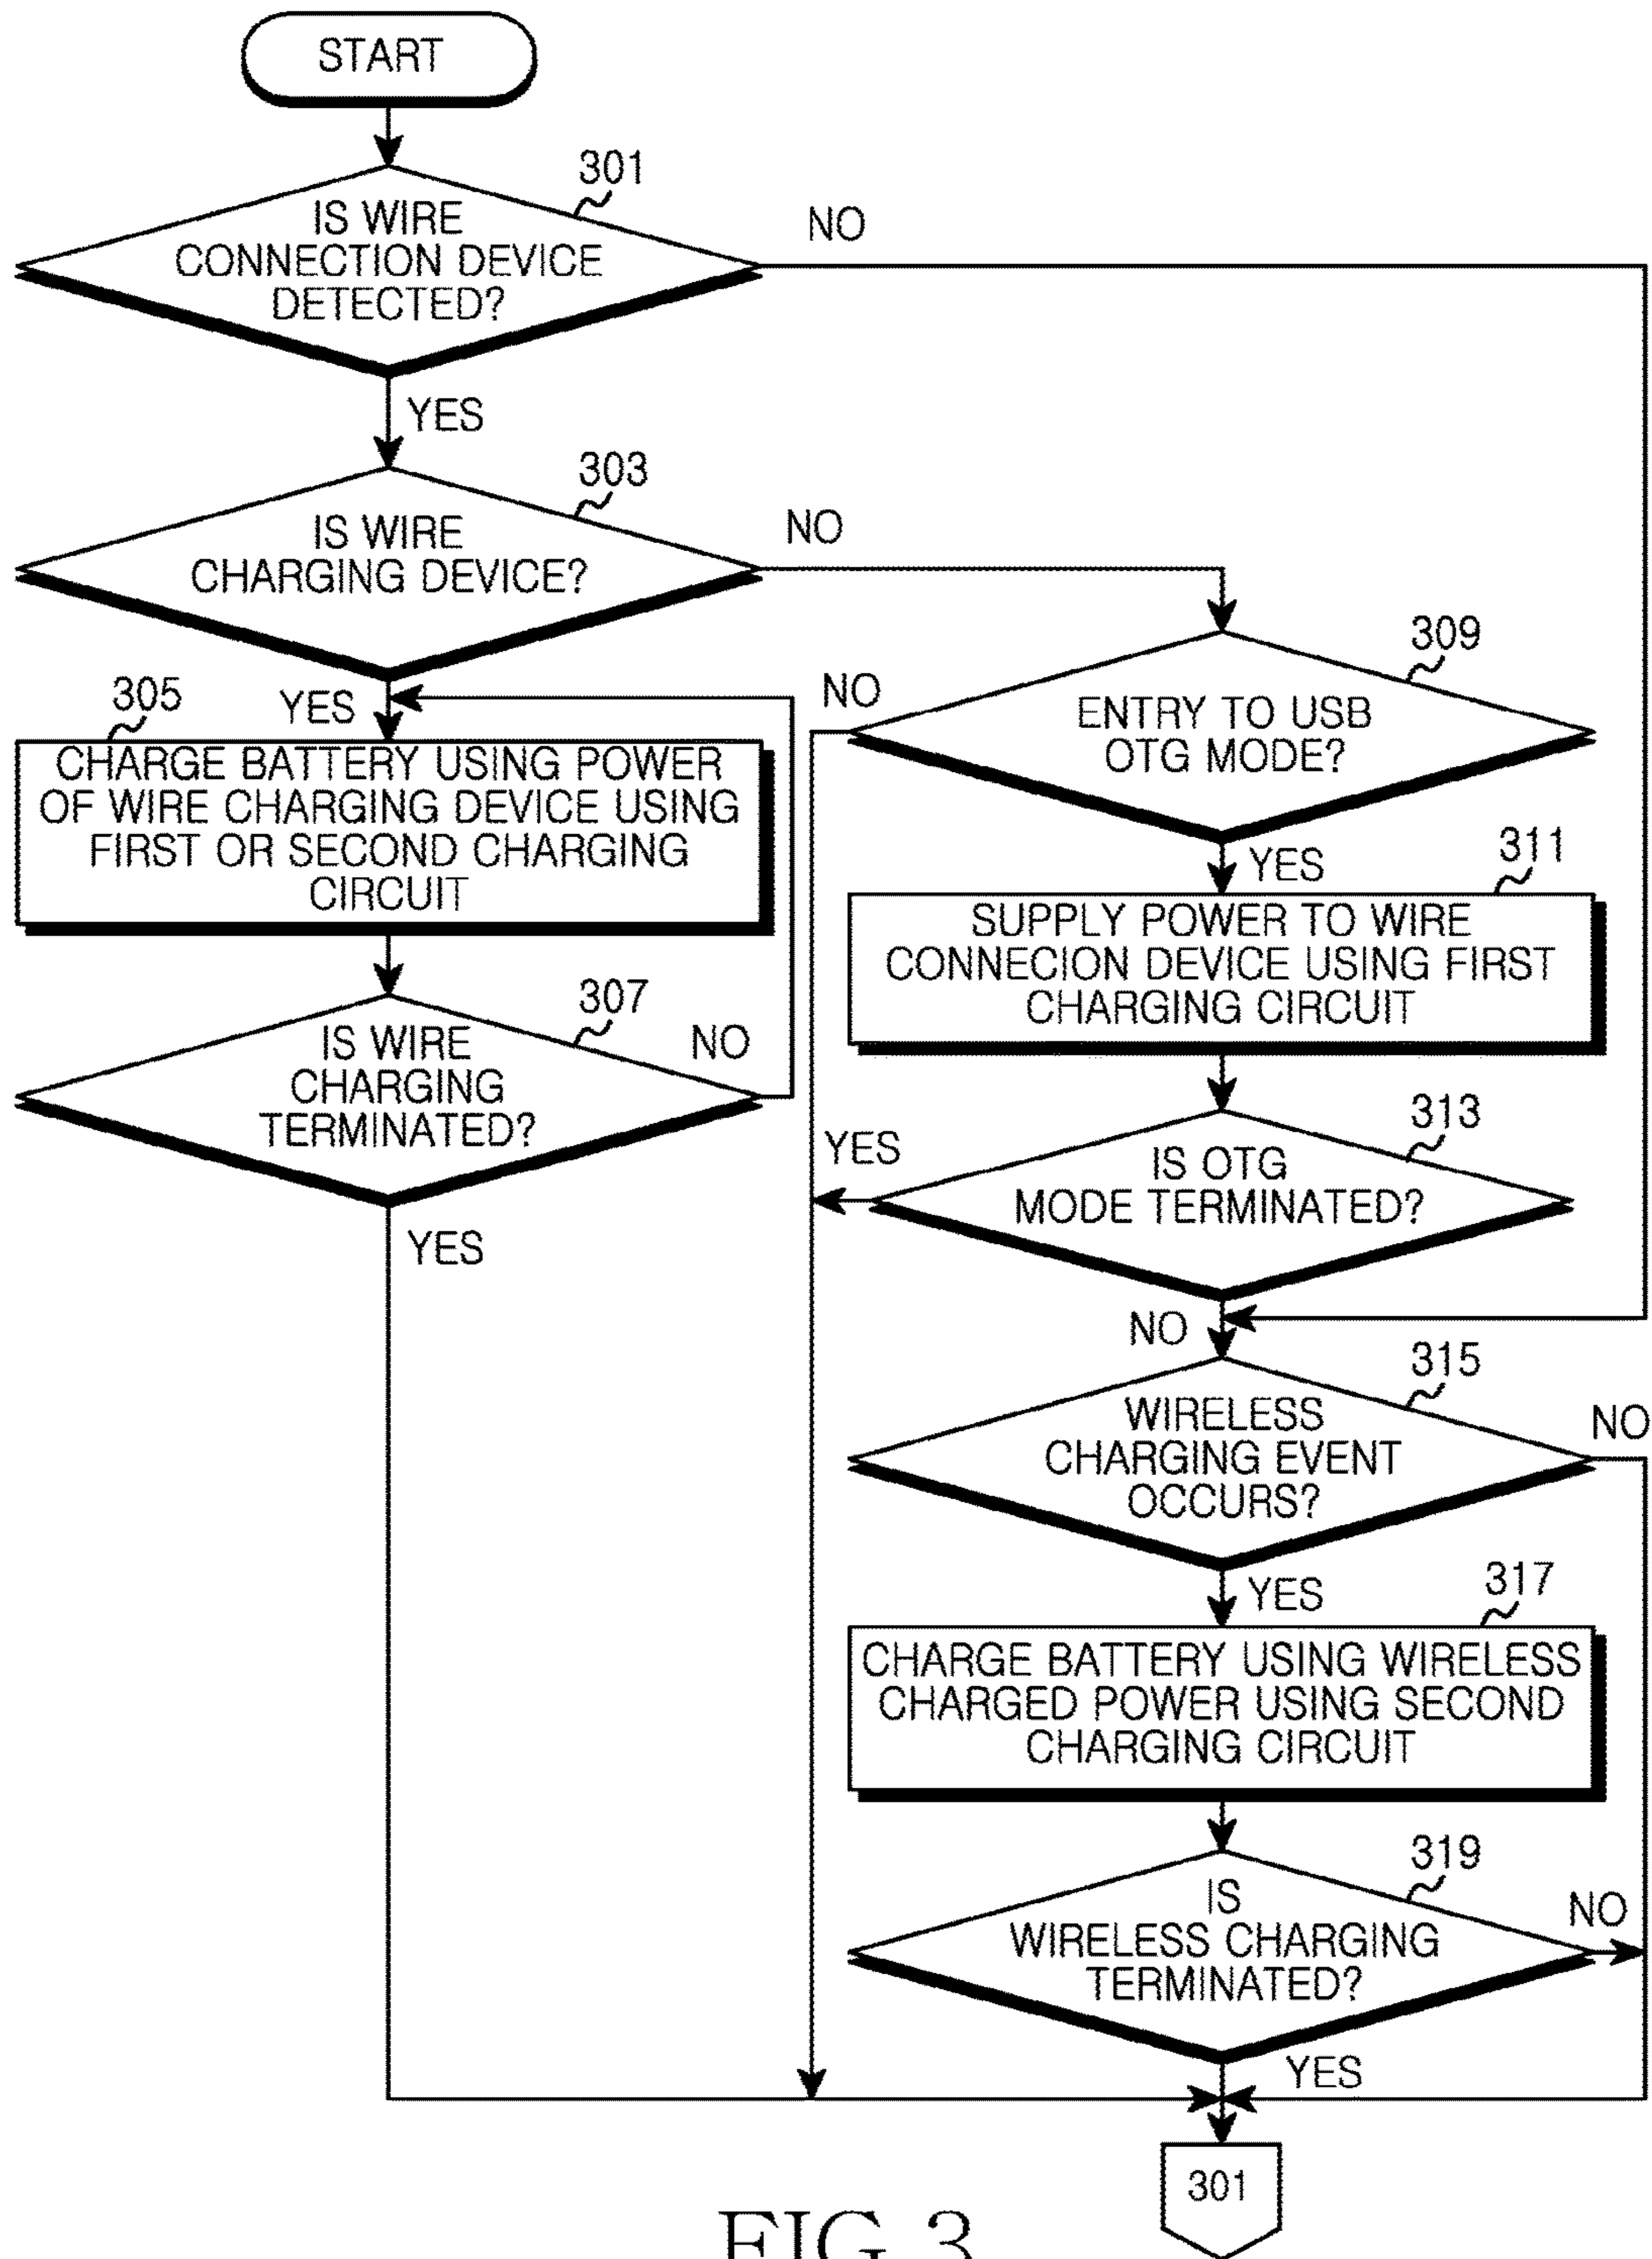 START
301
IS WIRE
CONNECTION DEVICE
DETECTED?
NO
YES
303
IS WIRE
CHARGING DEVICE?
NO
309
ENTRY TO USB
OTG MODE?
NO
YES
305
YES
CHARGE BATTERY USING POWER
OF WIRE CHARGING DEVICE USING
FIRST OR SECOND CHARGING
CIRCUIT
311
SUPPLY POWER TO WIRE
CONNECION DEVICE USING FIRST
CHARGING CIRCUIT
307
IS WIRE
CHARGING
TERMINATED?
NO
YES
313
IS OTG
MODE TERMINATED?
YES
NO
315
WIRELESS
CHARGING EVENT
OCCURS?
NO
YES
317
CHARGE BATTERY USING WIRELESS
CHARGED POWER USING SECOND
CHARGING CIRCUIT
319
IS
WIRELESS CHARGING
TERMINATED?
NO
YES
301
FIG.3